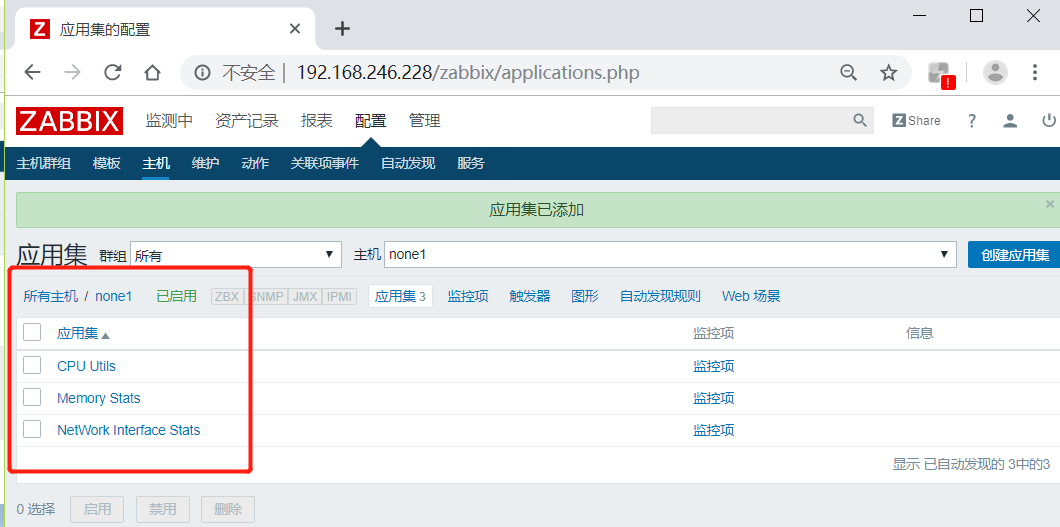 Z 应用集的配置
不安全 | 192.168.246.228/zabbix/applications.php
!
ZABBIX 监测中 资产记录 报表 配置 管理 Z Share ?
主机群组 模板 主机 维护 动作 关联项事件 自动发现 服务
应用集已添加
应用集 群组 所有 主机 none1 创建应用集
所有主机 / none1 已启用 ZBX SNMP JMX IPMI 应用集 3 监控项 触发器 图形 自动发现规则 Web 场景
应用集 监控项 信息
CPU Utils 监控项
Memory Stats 监控项
NetWork Interface Stats 监控项
显示 已自动发现的 3中的3
0 选择 启用 禁用 删除